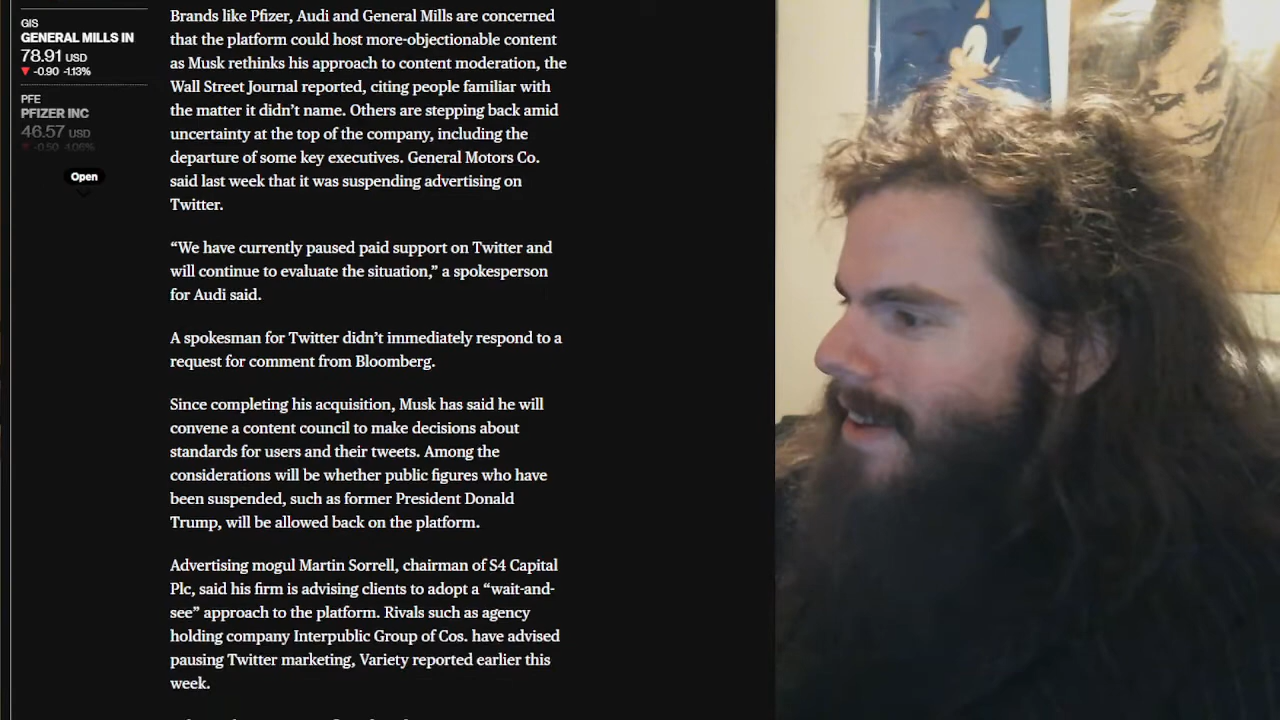 GIS
GENERAL MILLS IN
78.91 USD
-0.90 -1.13%
PFE
PFIZER INC
46.57 USD
-0.50 -1.06%
Open
Brands like Pfizer, Audi and General Mills are concerned
that the platform could host more-objectionable content
as Musk rethinks his approach to content moderation, the
Wall Street Journal reported, citing people familiar with
the matter it didn’t name. Others are stepping back amid
uncertainty at the top of the company, including the
departure of some key executives. General Motors Co.
said last week that it was suspending advertising on
Twitter.
“We have currently paused paid support on Twitter and
will continue to evaluate the situation,” a spokesperson
for Audi said.
A spokesman for Twitter didn’t immediately respond to a
request for comment from Bloomberg.
Since completing his acquisition, Musk has said he will
convene a content council to make decisions about
standards for users and their tweets. Among the
considerations will be whether public figures who have
been suspended, such as former President Donald
Trump, will be allowed back on the platform.
Advertising mogul Martin Sorrell, chairman of S4 Capital
Plc, said his firm is advising clients to adopt a “wait-and-
see” approach to the platform. Rivals such as agency
holding company Interpublic Group of Cos. have advised
pausing Twitter marketing, Variety reported earlier this
week.